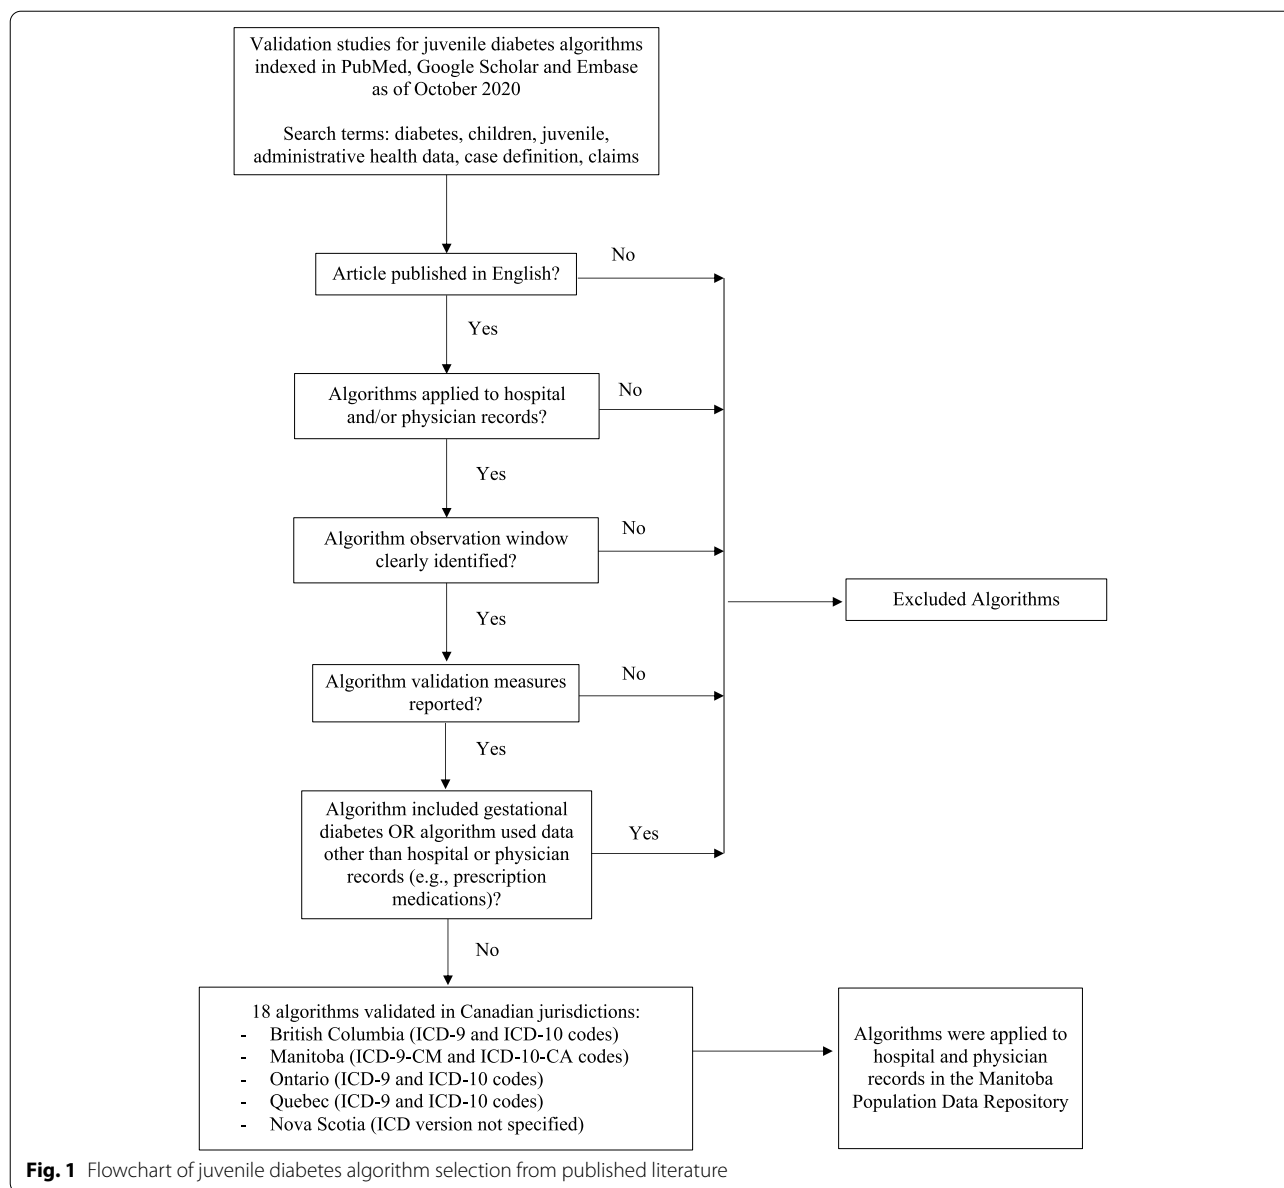 Validation studies for juvenile diabetes algorithms
indexed in PubMed, Google Scholar and Embase
as of October 2020
Search terms: diabetes, children, juvenile,
administrative health data, case definition, claims
Article published in English?
No
Yes
Algorithms applied to hospital
and/or physician records?
No
Yes
Algorithm observation window
clearly identified?
No
Yes
Excluded Algorithms
Algorithm validation measures
reported?
No
Yes
Algorithm included gestational
diabetes OR algorithm used data
other than hospital or physician
records (e.g., prescription
medications)?
Yes
No
18 algorithms validated in Canadian jurisdictions:
- British Columbia (ICD-9 and ICD-10 codes)
- Manitoba (ICD-9-CM and ICD-10-CA codes)
- Ontario (ICD-9 and ICD-10 codes)
- Quebec (ICD-9 and ICD-10 codes)
- Nova Scotia (ICD version not specified)
Algorithms were applied to
hospital and physician
records in the Manitoba
Population Data Repository
Fig. 1 Flowchart of juvenile diabetes algorithm selection from published literature